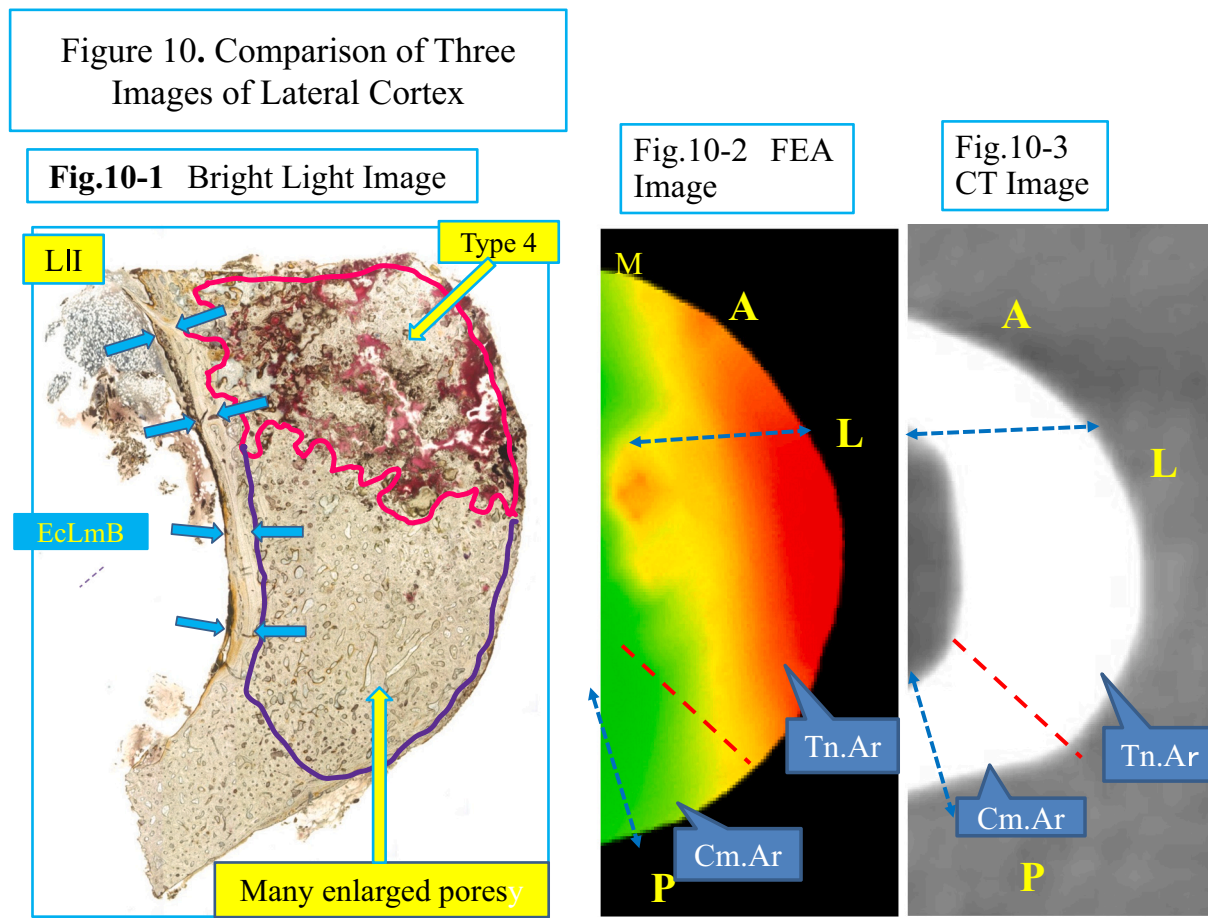 Figure 10. Comparison of Three
Images of Lateral Cortex
Fig.10-1 Bright Light Image
Fig.10-2 FEA
Image
Fig.10-3
CT Image
LⅡ
Type 4
EcLmB
Many enlarged poresy
M
A
L
Tn.Ar
Cm.Ar
P
A
L
Tn.Ar
Cm.Ar
P